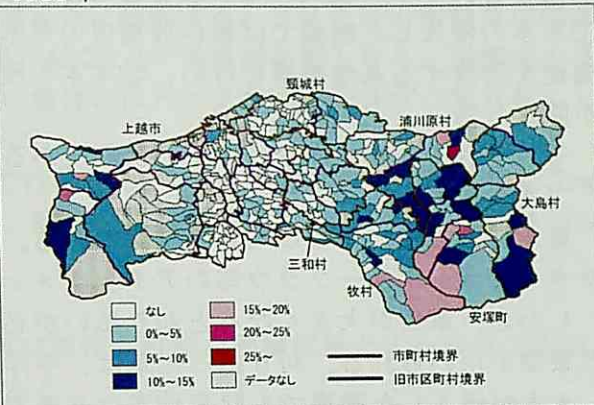 頸城村
上越市
浦川原村
大島村
三和村
牧村
安塚町
なし
0%~5%
5%~10%
10%~15%
15%~20%
20%~25%
25%~
データなし
市町村境界
旧市区町村境界